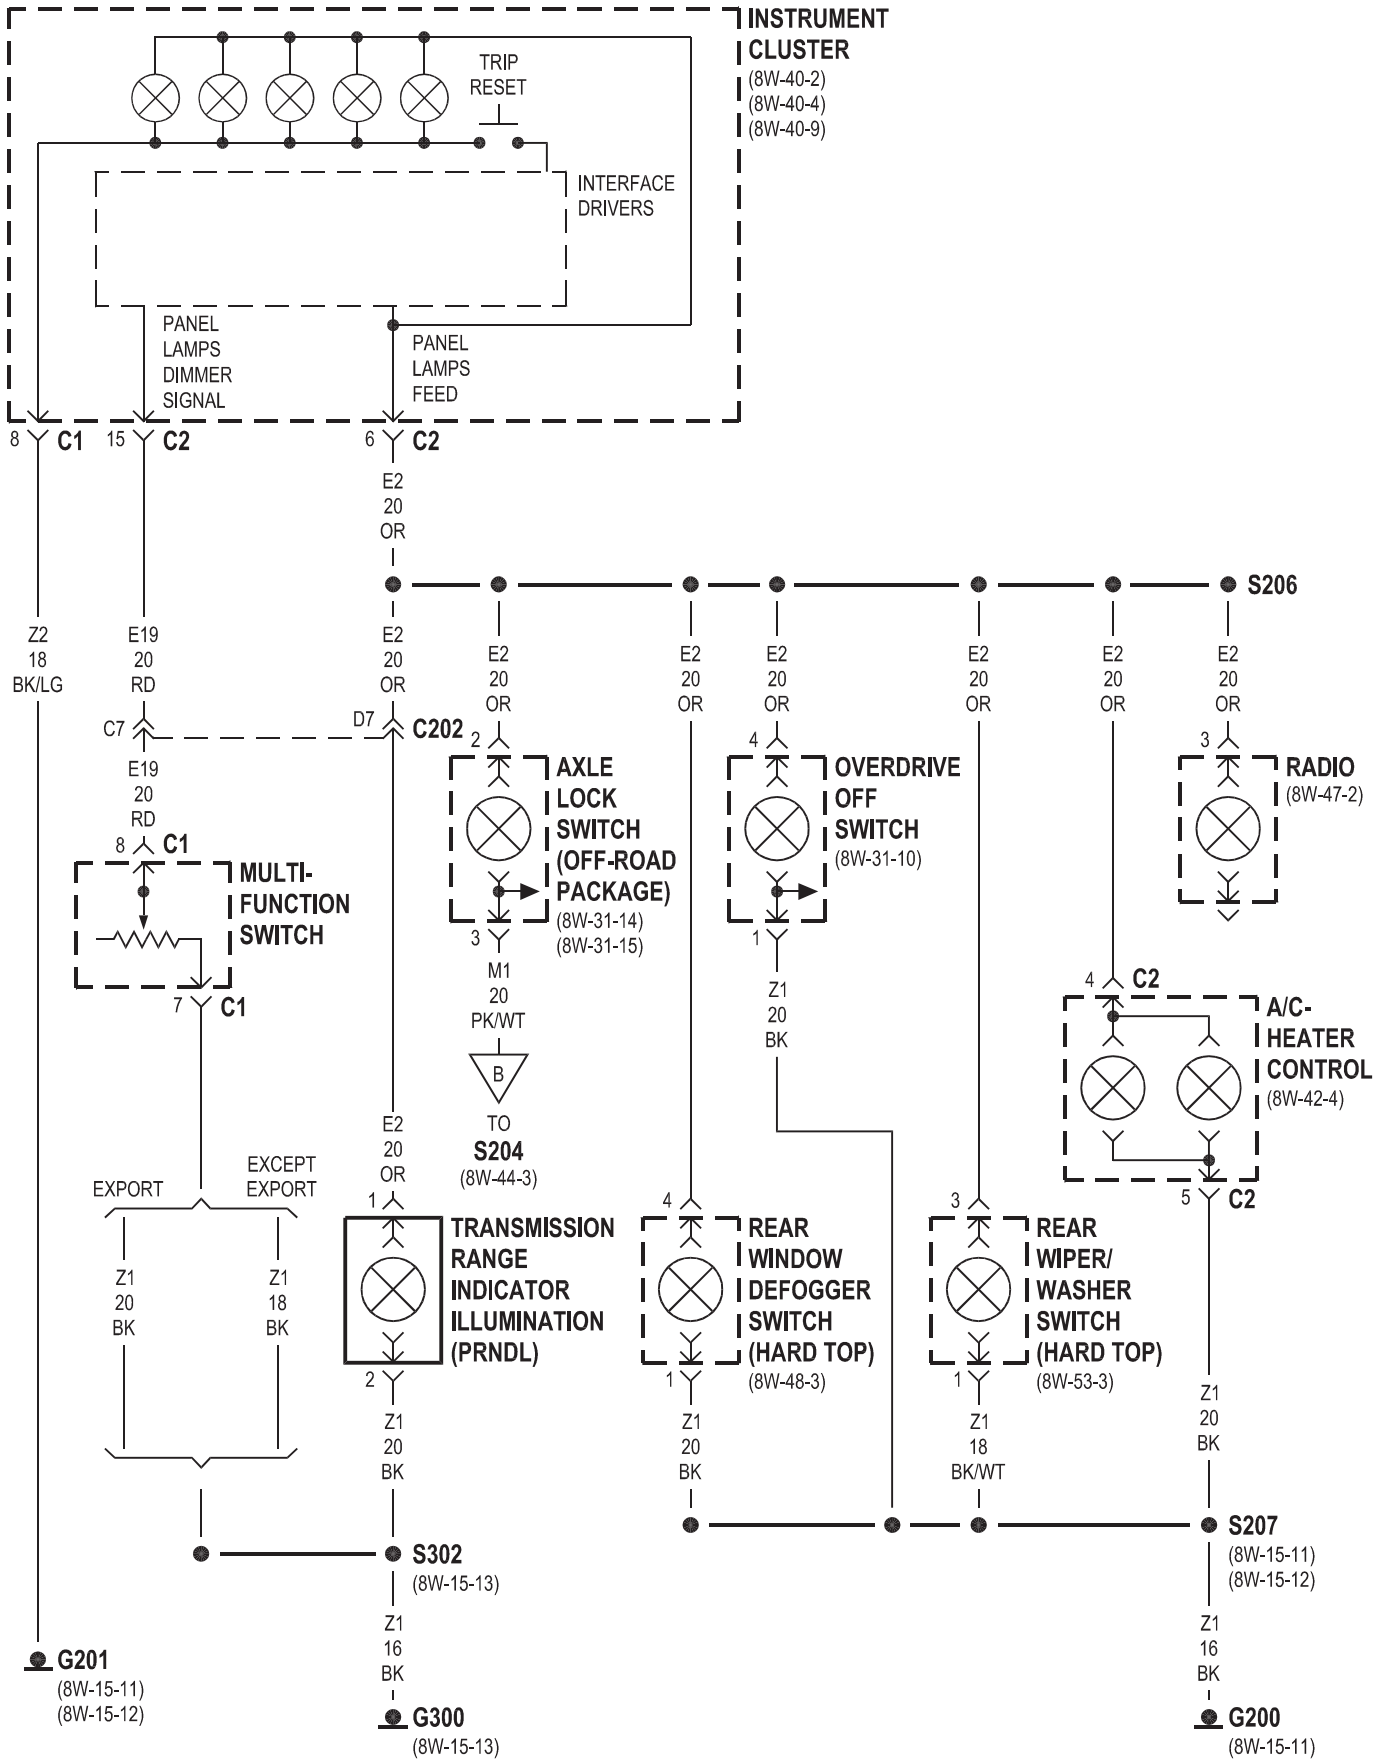 INSTRUMENT
CLUSTER
(8W-40-2)
(8W-40-4)
(8W-40-9)
TRIP
RESET
INTERFACE
DRIVERS
PANEL
LAMPS
DIMMER
SIGNAL
PANEL
LAMPS
FEED
8 C1
15 C2
6 C2
E2
20
OR
S206
Z2
18
BK/LG
E19
20
RD
E2
20
OR
E2
20
OR
E2
20
OR
E2
20
OR
E2
20
OR
E2
20
OR
E2
20
OR
C7
D7 C202
E19
20
RD
8 C1
MULTI-
FUNCTION
SWITCH
7 C1
2
AXLE
LOCK
SWITCH
(OFF-ROAD
PACKAGE)
(8W-31-14)
(8W-31-15)
3
M1
20
PK/WT
B
TO
S204
(8W-44-3)
4
OVERDRIVE
OFF
SWITCH
(8W-31-10)
1
Z1
20
BK
3
RADIO
(8W-47-2)
4 C2
A/C-
HEATER
CONTROL
(8W-42-4)
5 C2
EXPORT
EXCEPT
EXPORT
Z1
20
BK
Z1
18
BK
E2
20
OR
1
TRANSMISSION
RANGE
INDICATOR
ILLUMINATION
(PRNDL)
2
Z1
20
BK
4
REAR
WINDOW
DEFOGGER
SWITCH
(HARD TOP)
(8W-48-3)
1
Z1
20
BK
3
REAR
WIPER/
WASHER
SWITCH
(HARD TOP)
(8W-53-3)
1
Z1
18
BK/WT
Z1
20
BK
S302
(8W-15-13)
S207
(8W-15-11)
(8W-15-12)
Z1
16
BK
Z1
16
BK
G201
(8W-15-11)
(8W-15-12)
G300
(8W-15-13)
G200
(8W-15-11)